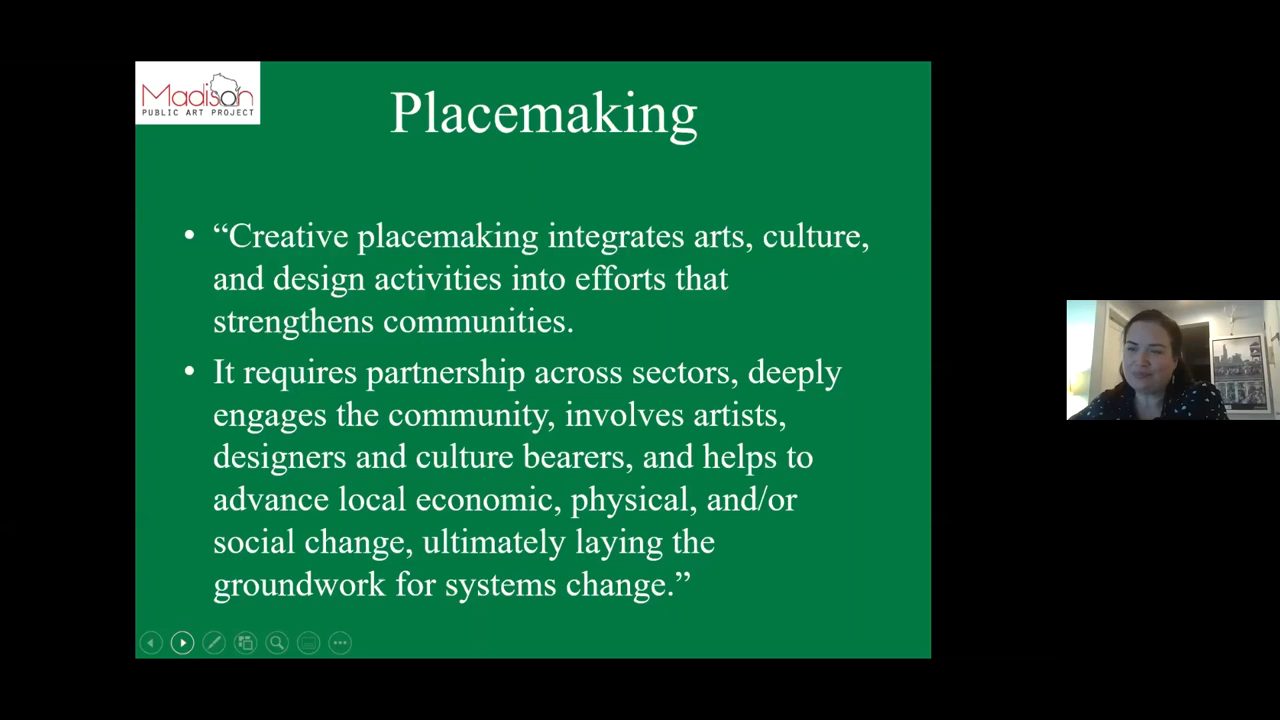 Madison
PUBLIC ART PROJECT
Placemaking
• “Creative placemaking integrates arts, culture,
and design activities into efforts that
strengthens communities.
• It requires partnership across sectors, deeply
engages the community, involves artists,
designers and culture bearers, and helps to
advance local economic, physical, and/or
social change, ultimately laying the
groundwork for systems change.”